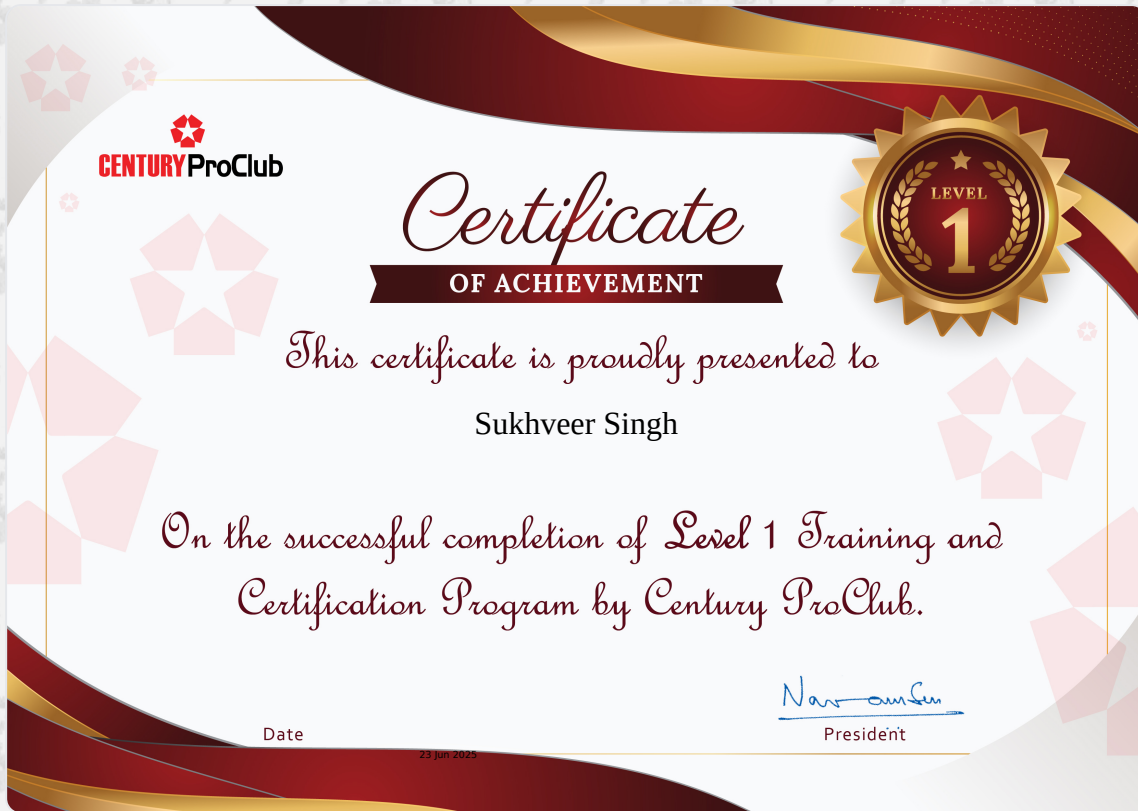 CENTURY ProClub
LEVEL
1
Certificate
OF ACHIEVEMENT
This certificate is proudly presented to
Sukhveer Singh
On the successful completion of Level 1 Training and
Certification Program by Century ProClub.
Date
President
23 Jun 2025